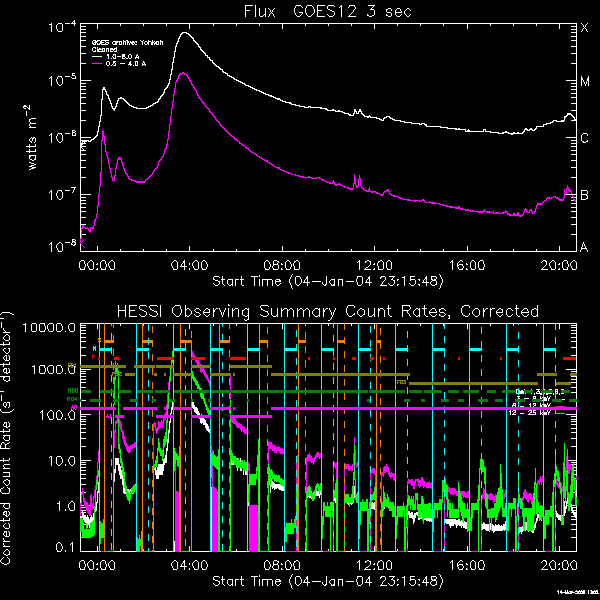 Flux GOES12 3 sec
10⁻⁴
X
GOES archive: Yohkoh
Cleaned
1.0-8.0 A
0.5 - 4.0 A
10⁻⁵
M
watts m⁻²
10⁻⁶
C
10⁻⁷
B
10⁻⁸
A
00:00 04:00 08:00 12:00 16:00 20:00
Start Time (04-Jan-04 23:15:48)
HESSI Observing Summary Count Rates, Corrected
10000.0
1000.0
100.0
10.0
1.0
0.1
Corrected Count Rate (s⁻¹ detector⁻¹)
S
N
6 - 12 keV
12 - 25 keV
00:00 04:00 08:00 12:00 16:00 20:00
Start Time (04-Jan-04 23:15:48)